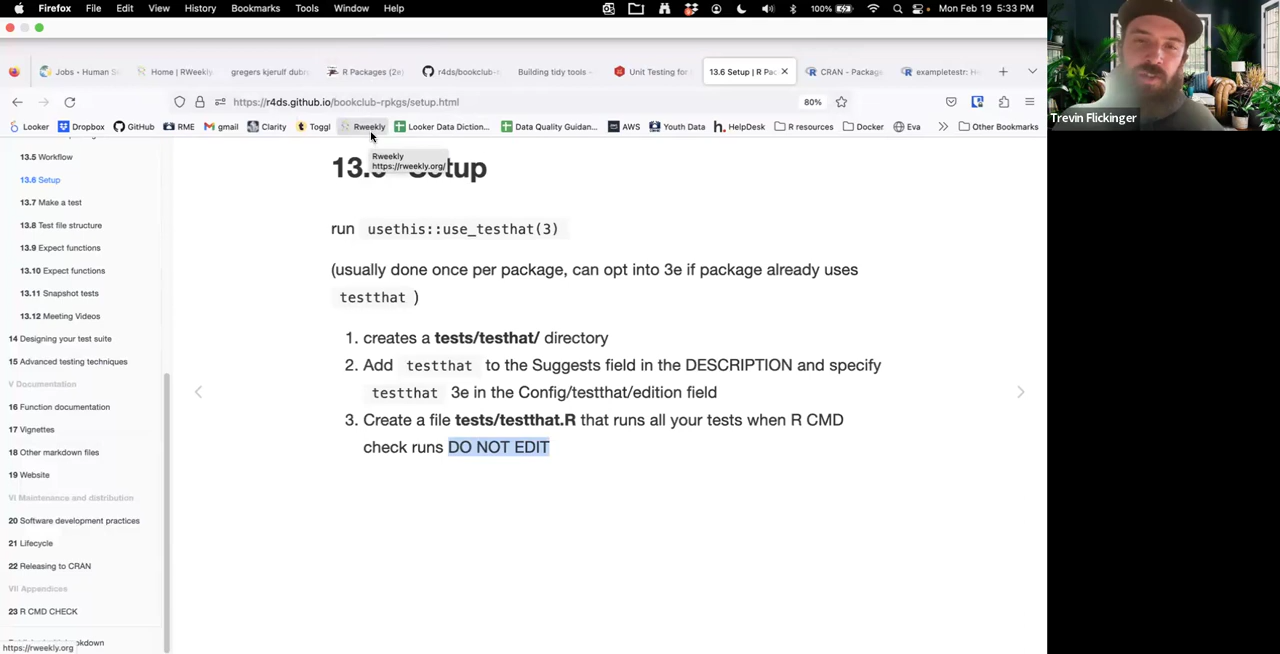 Firefox File Edit View History Bookmarks Tools Window Help 100% Mon Feb 19 5:33 PM
Jobs - Human S Home | RWeekly gregers kjerulf dubr R Packages (2e) r4ds/bookclub-r Building tidy tools - Unit Testing for 13.6 Setup | R Pac CRAN - Package exampletestr: H
https://r4ds.github.io/bookclub-rpkgs/setup.html 80%
Looker Dropbox GitHub RME gmail Clarity Toggl Rweekly Looker Data Diction... Data Quality Guidan... AWS Youth Data HelpDesk R resources Docker Eva Other Bookmarks
Rweekly
https://rweekly.org/
13.5 Workflow
13.6 Setup
13.7 Make a test
13.8 Test file structure
13.9 Expect functions
13.10 Expect functions
13.11 Snapshot tests
13.12 Meeting Videos
14 Designing your test suite
15 Advanced testing techniques
V Documentation
16 Function documentation
17 Vignettes
18 Other markdown files
19 Website
VI Maintenance and distribution
20 Software development practices
21 Lifecycle
22 Releasing to CRAN
VII Appendices
23 R CMD CHECK
https://rweekly.org
13.6 Setup
run usethis::use_testhat(3)
(usually done once per package, can opt into 3e if package already uses
testthat )
1. creates a tests/testhat/ directory
2. Add testthat to the Suggests field in the DESCRIPTION and specify
testthat 3e in the Config/testthat/edition field
3. Create a file tests/testthat.R that runs all your tests when R CMD
check runs DO NOT EDIT
Trevin Flickinger